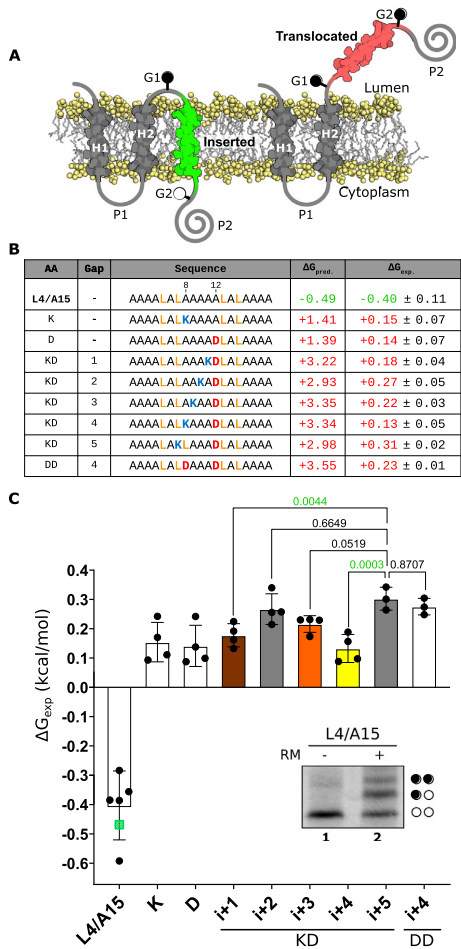 A
G1
H1
H2
Inserted
G2
P1
P2
Translocated
G2
P2
G1
Lumen
H1
H2
Cytoplasm
P1
B
AA Gap Sequence ΔGpred. ΔGexp.
8 12
L4/A15 - AAAALALAAAAALALAAAA -0.49 -0.40 ± 0.11
K - AAAALALKAAAALALAAAA +1.41 +0.15 ± 0.07
D - AAAALALAAAADLALAAAA +1.39 +0.14 ± 0.07
KD 1 AAAALALAAAKDLALAAAA +3.22 +0.18 ± 0.04
KD 2 AAAALALAAKADLALAAAA +2.93 +0.27 ± 0.05
KD 3 AAAALALAKAADLALAAAA +3.35 +0.22 ± 0.03
KD 4 AAAALALKAAADLALAAAA +3.34 +0.13 ± 0.05
KD 5 AAAALAKLAAADLALAAAA +2.98 +0.31 ± 0.02
DD 4 AAAALALDAAADLALAAAA +3.55 +0.23 ± 0.01
C
0.0044
0.6649
0.0519
0.0003 0.8707
ΔGexp (kcal/mol)
0.4
0.3
0.2
0.1
0.0
-0.1
-0.2
-0.3
-0.4
-0.5
-0.6
L4/A15
RM - +
1 2
L4/A15 K D i+1 i+2 i+3 i+4 i+5 i+4
KD DD